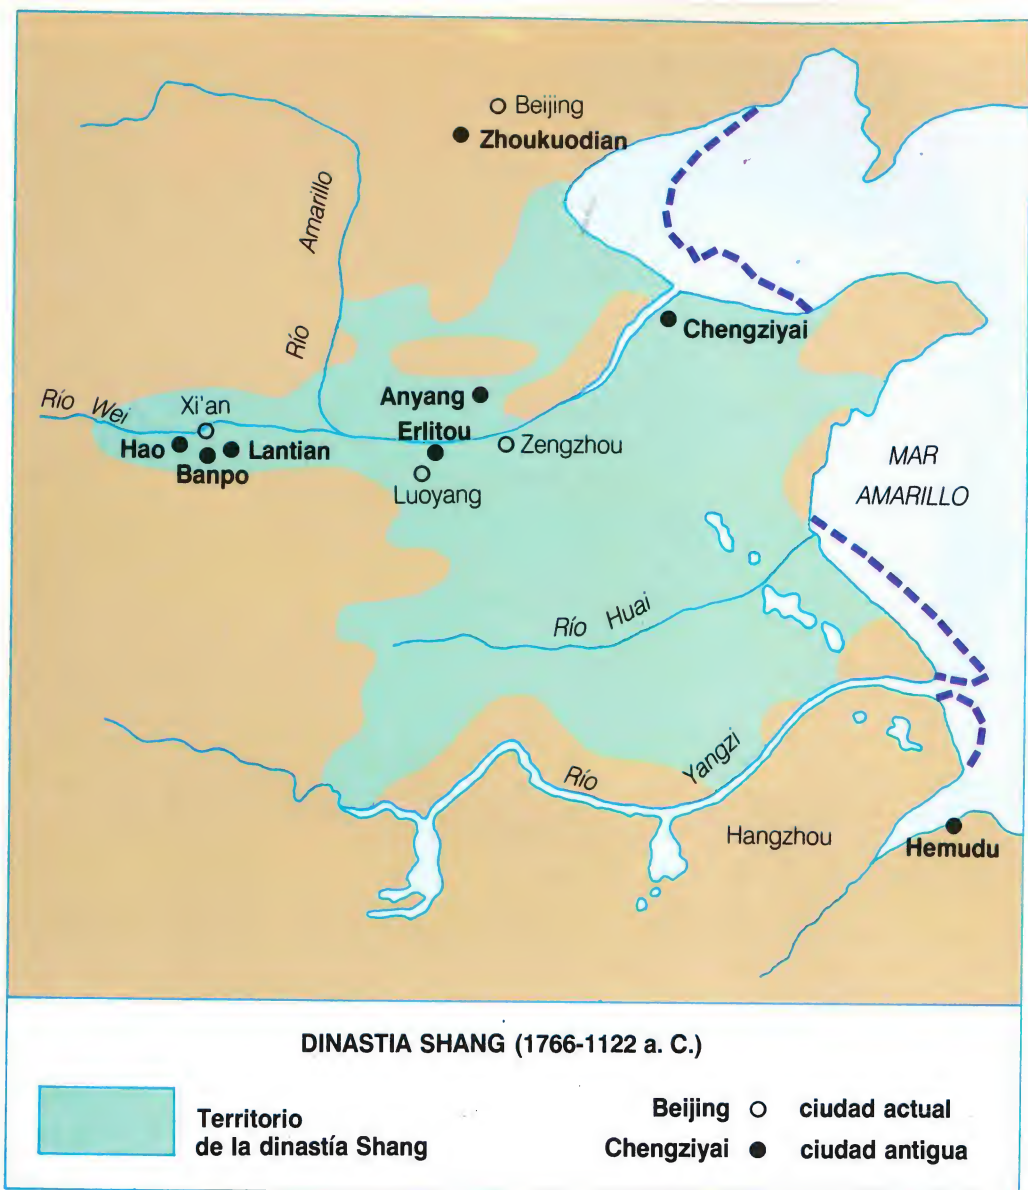 Beijing
Zhoukuodian
Río Amarillo
Chengziyai
Río Wei
Xi'an
Anyang
Erlitou
Hao
Lantian
Banpo
Zengzhou
Luoyang
MAR
AMARILLO
Río Huai
Río Yangzi
Hangzhou
Hemudu
DINASTIA SHANG (1766-1122 a. C.)
Territorio
de la dinastía Shang
Beijing ciudad actual
Chengziyai ciudad antigua